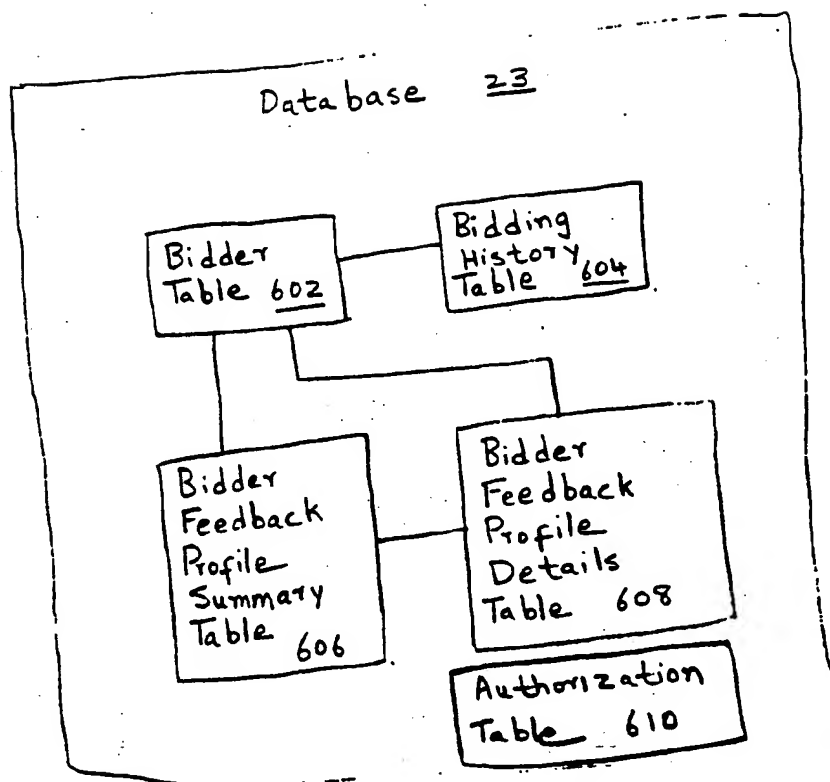 Database 23
Bidder
Table 602
Bidding
History
Table 604
Bidder
Feedback
Profile
Summary
Table 606
Bidder
Feedback
Profile
Details
Table 608
Authorization
Table 610